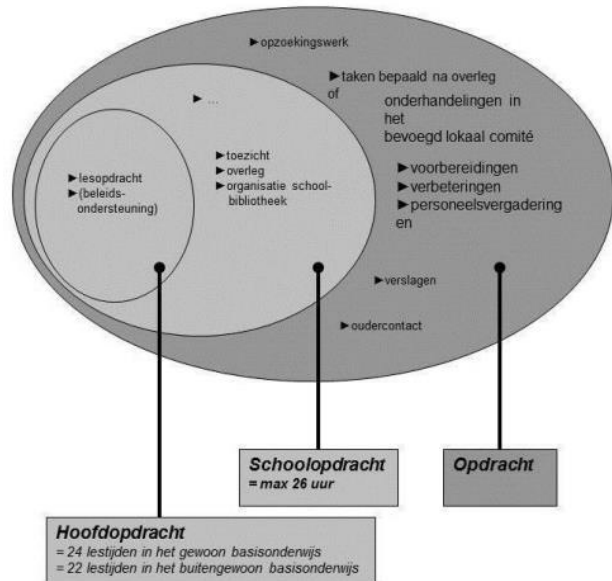 ►opzoekingswerk
►taken bepaald na overleg
of
onderhandelingen in
het
bevoegd lokaal comité
►...
►toezicht
►overleg
►organisatie school-
bibliotheek
►lesopdracht
►(beleids-
ondersteuning)
►voorbereidingen
►verbeteringen
►personeelsvergadering
en
►verslagen
►oudercontact
Schoolopdracht
= max 26 uur
Opdracht
Hoofdopdracht
= 24 lestijden in het gewoon basisonderwijs
= 22 lestijden in het buitengewoon basisonderwijs